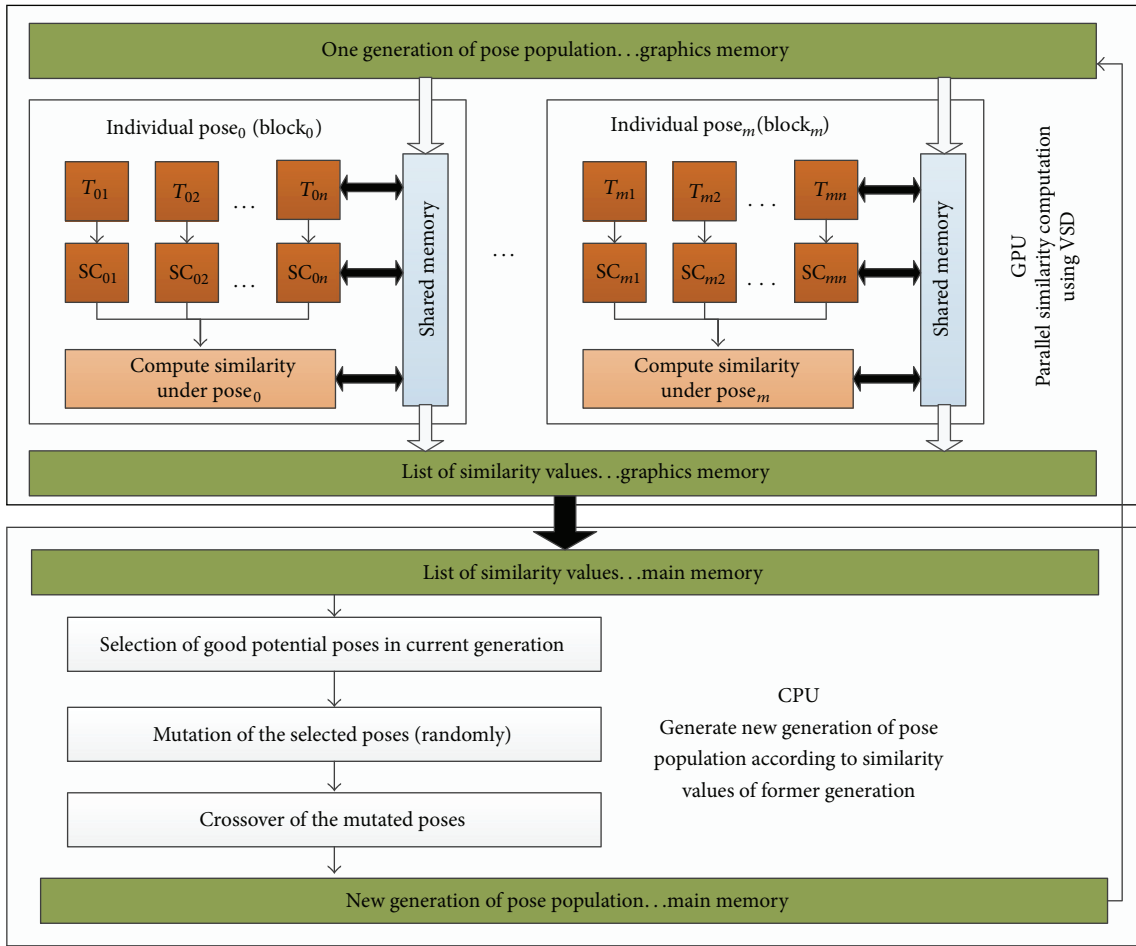 One generation of pose population...graphics memory
Individual pose₀ (block₀)
T₀₁ T₀₂ ... T₀ₙ
SC₀₁ SC₀₂ ... SC₀ₙ
Compute similarity
under pose₀
Shared memory
...
Individual poseₘ(blockₘ)
Tₘ₁ Tₘ₂ ... Tₘₙ
SCₘ₁ SCₘ₂ ... SCₘₙ
Compute similarity
under poseₘ
Shared memory
GPU
Parallel similarity computation
using VSD
List of similarity values...graphics memory
List of similarity values...main memory
Selection of good potential poses in current generation
Mutation of the selected poses (randomly)
Crossover of the mutated poses
CPU
Generate new generation of pose
population according to similarity
values of former generation
New generation of pose population...main memory